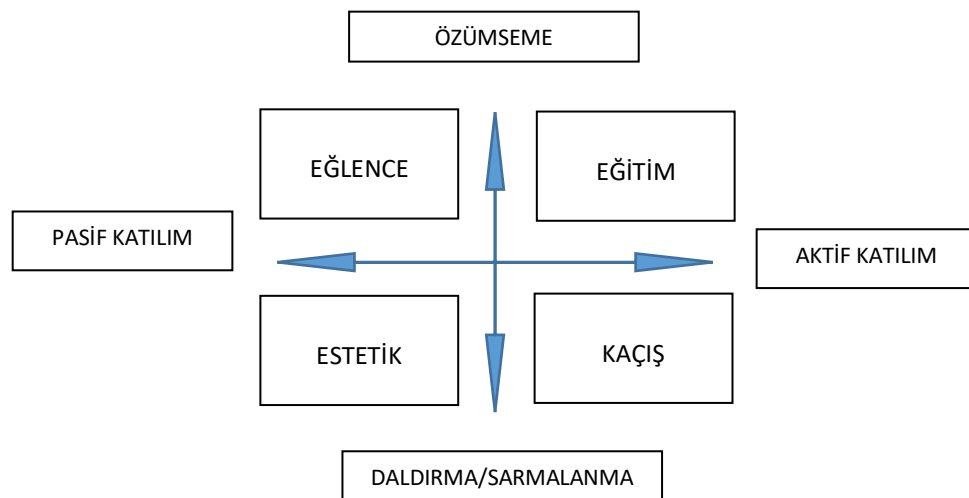 ÖZÜMSEME
EĞLENCE
EĞİTİM
PASİF KATILIM
AKTİF KATILIM
ESTETİK
KAÇIŞ
DALDIRMA/SARMALANMA